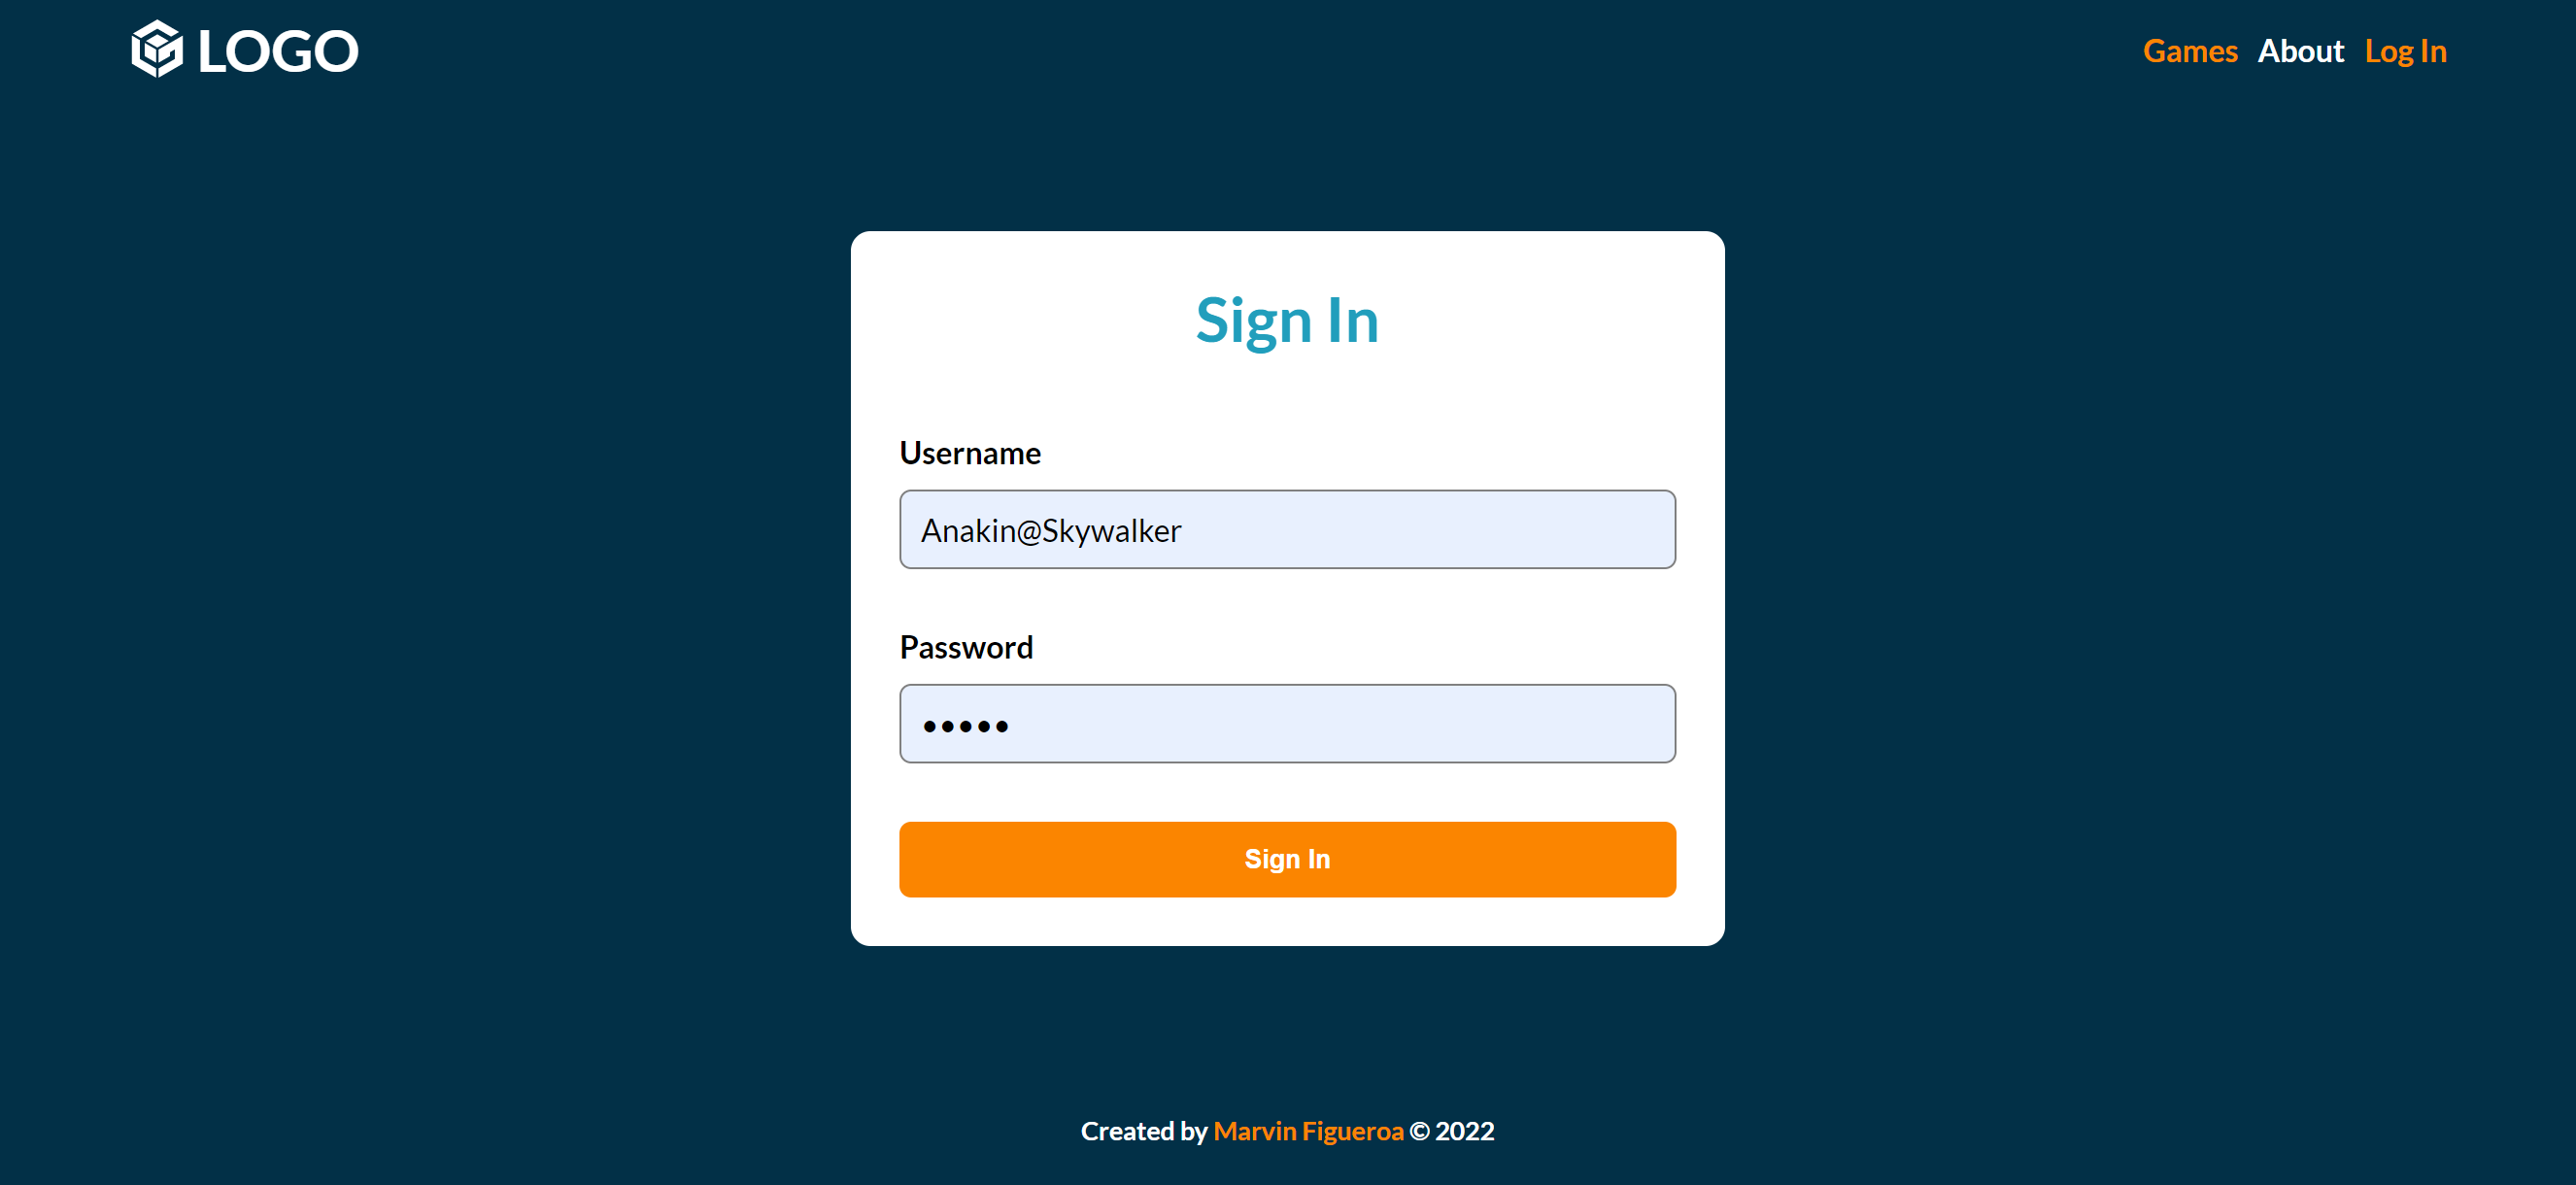 LOGO
Games About Log In
Sign In
Username
Anakin@Skywalker
Password
•••••
Sign In
Created by Marvin Figueroa © 2022